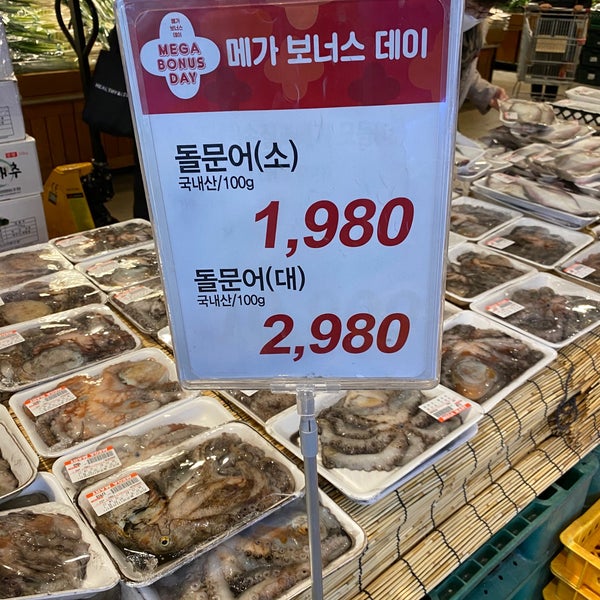 메가
보너스
데이
MEGA
BONUS
DAY
메가 보너스 데이
돌문어(소)
국내산/100g
1,980
돌문어(대)
국내산/100g
2,980